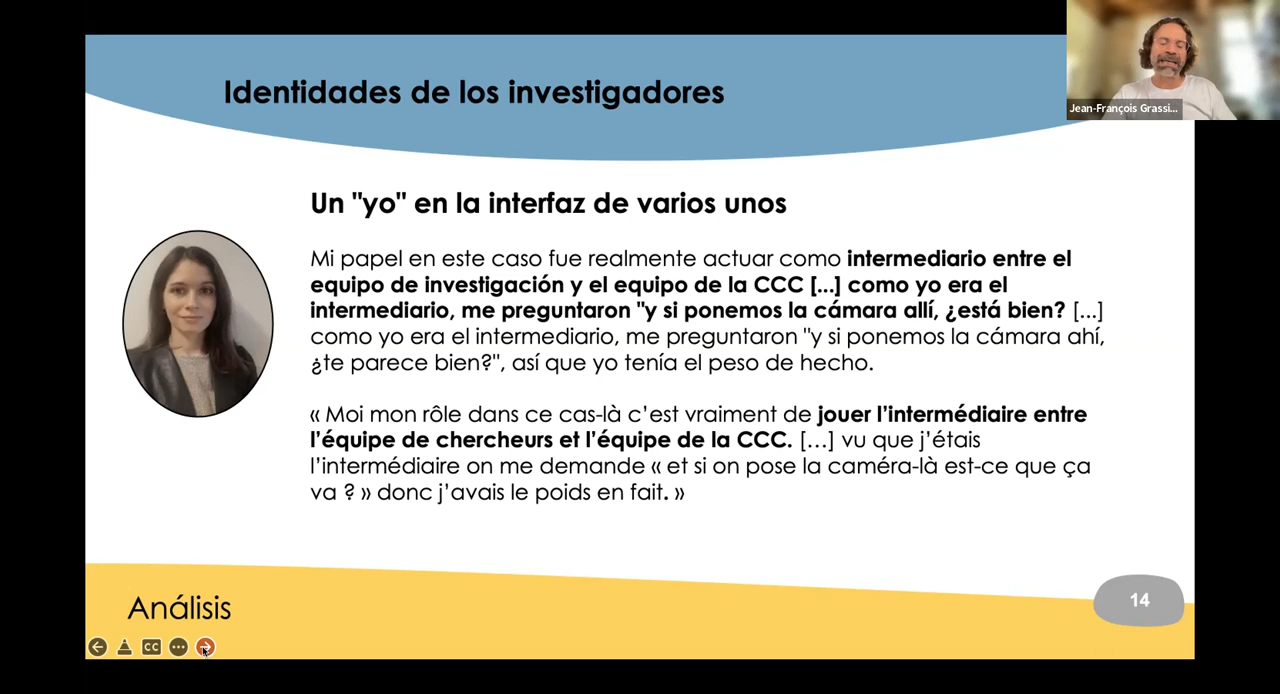 Identidades de los investigadores
Jean-François Grassi...
Un "yo" en la interfaz de varios unos
Mi papel en este caso fue realmente actuar como intermediario entre el
equipo de investigación y el equipo de la CCC [...] como yo era el
intermediario, me preguntaron "y si ponemos la cámara allí, ¿está bien? [...]
como yo era el intermediario, me preguntaron "y si ponemos la cámara ahí,
¿te parece bien?", así que yo tenía el peso de hecho.
« Moi mon rôle dans ce cas-là c’est vraiment de jouer l’intermédiaire entre
l’équipe de chercheurs et l’équipe de la CCC. […] vu que j’étais
l’intermédiaire on me demande « et si on pose la caméra-là est-ce que ça
va ? » donc j’avais le poids en fait. »
Análisis
14
CC